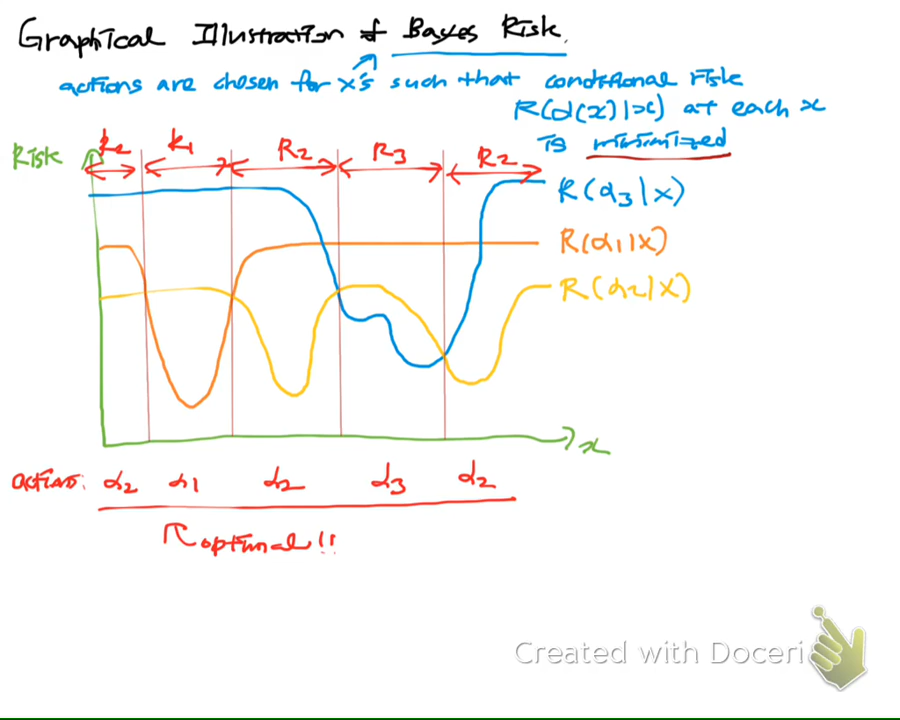 Graphical Illustration of Bayes Risk.
actions are chosen for x's such that conditional risk
R(α(x)|x) at each x
is minimized
Risk R2 R1 R2 R3 R2
R(α3|x)
R(α1|x)
R(α2|x)
x
action: α2 α1 α2 α3 α2
optimal!!
Created with Doceri